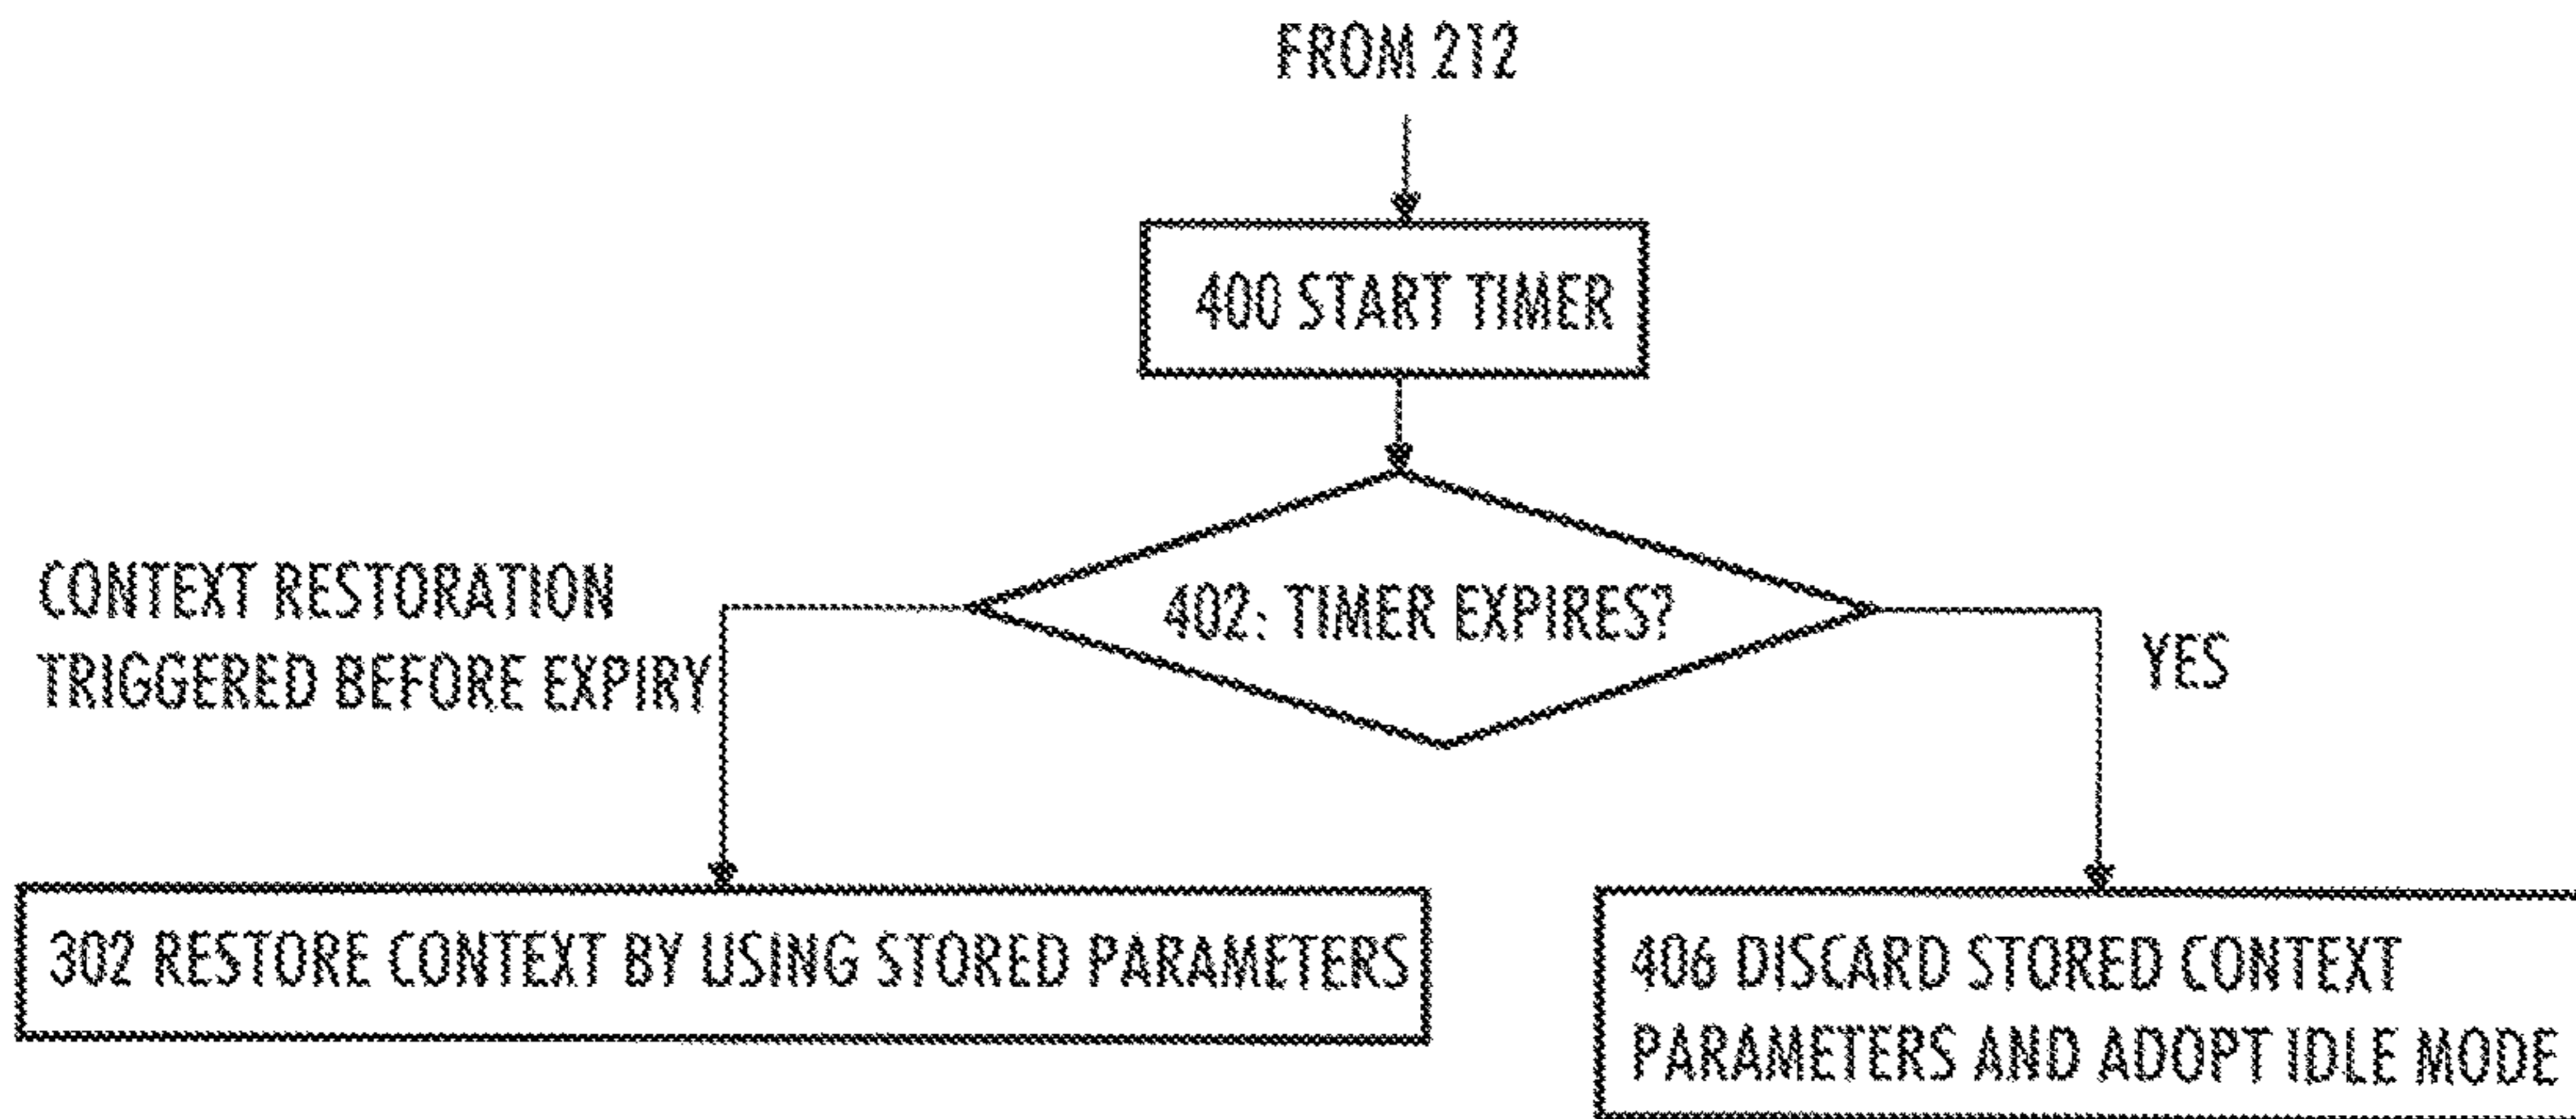 FROM 212
400 START TIMER
402: TIMER EXPIRES?
CONTEXT RESTORATION
TRIGGERED BEFORE EXPIRY
YES
302 RESTORE CONTEXT BY USING STORED PARAMETERS
406 DISCARD STORED CONTEXT
PARAMETERS AND ADOPT IDLE MODE